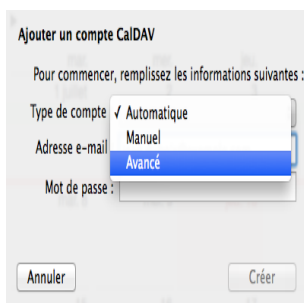 Ajouter un compte CalDAV
Pour commencer, remplissez les informations suivantes :
Type de compte ✓ Automatique
Manuel
Adresse e-mail
Avancé
Mot de passe :
Annuler Créer